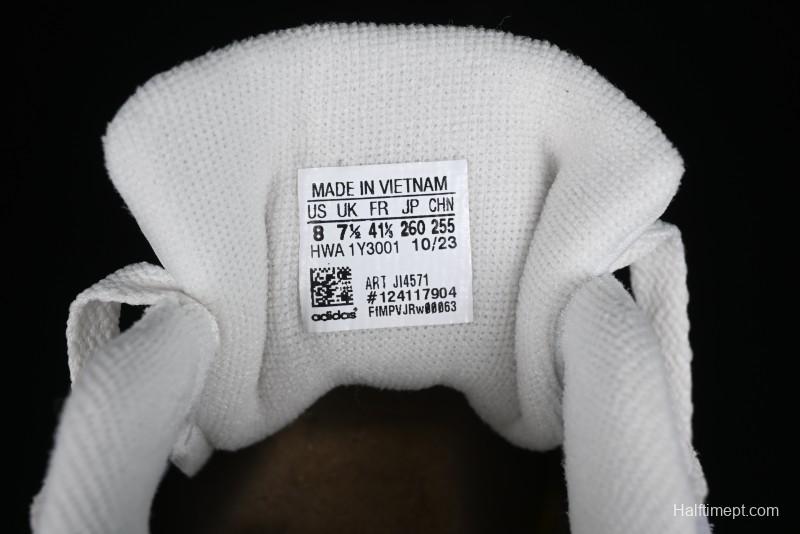 MADE IN VIETNAM
US UK FR JP CHN
8 7½ 41⅓ 260 255
HWA 1Y3001 10/23
ART JI4571
#124117904
F1MPVJRw00063
adidas
Halftimept.com